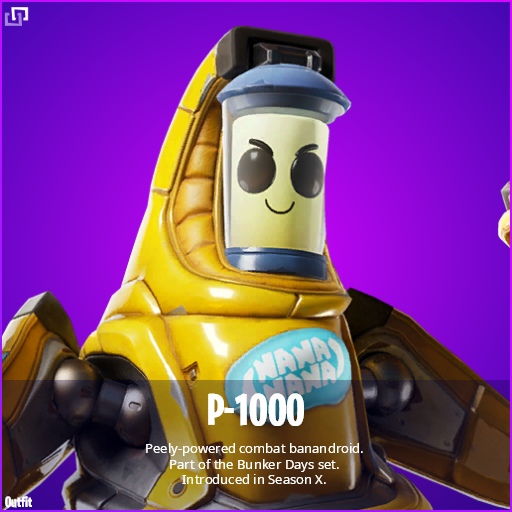 NANA
NANA
P-1000
Peely-powered combat banandroid.
Part of the Bunker Days set.
Introduced in Season X.
Outfit